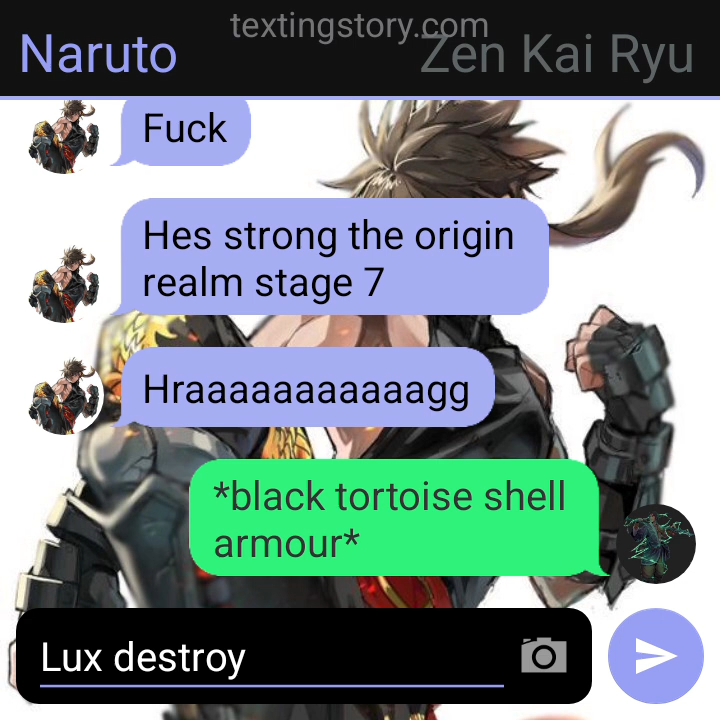 textingstory.com
Naruto
Zen Kai Ryu
Fuck
Hes strong the origin
realm stage 7
Hraaaaaaaaaaagg
*black tortoise shell
armour*
Lux destroy